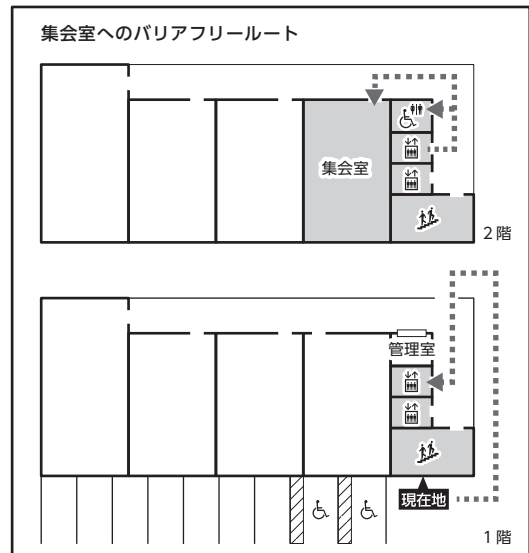 集会室へのバリアフリールート
集会室
2階
管理室
現在地
1階